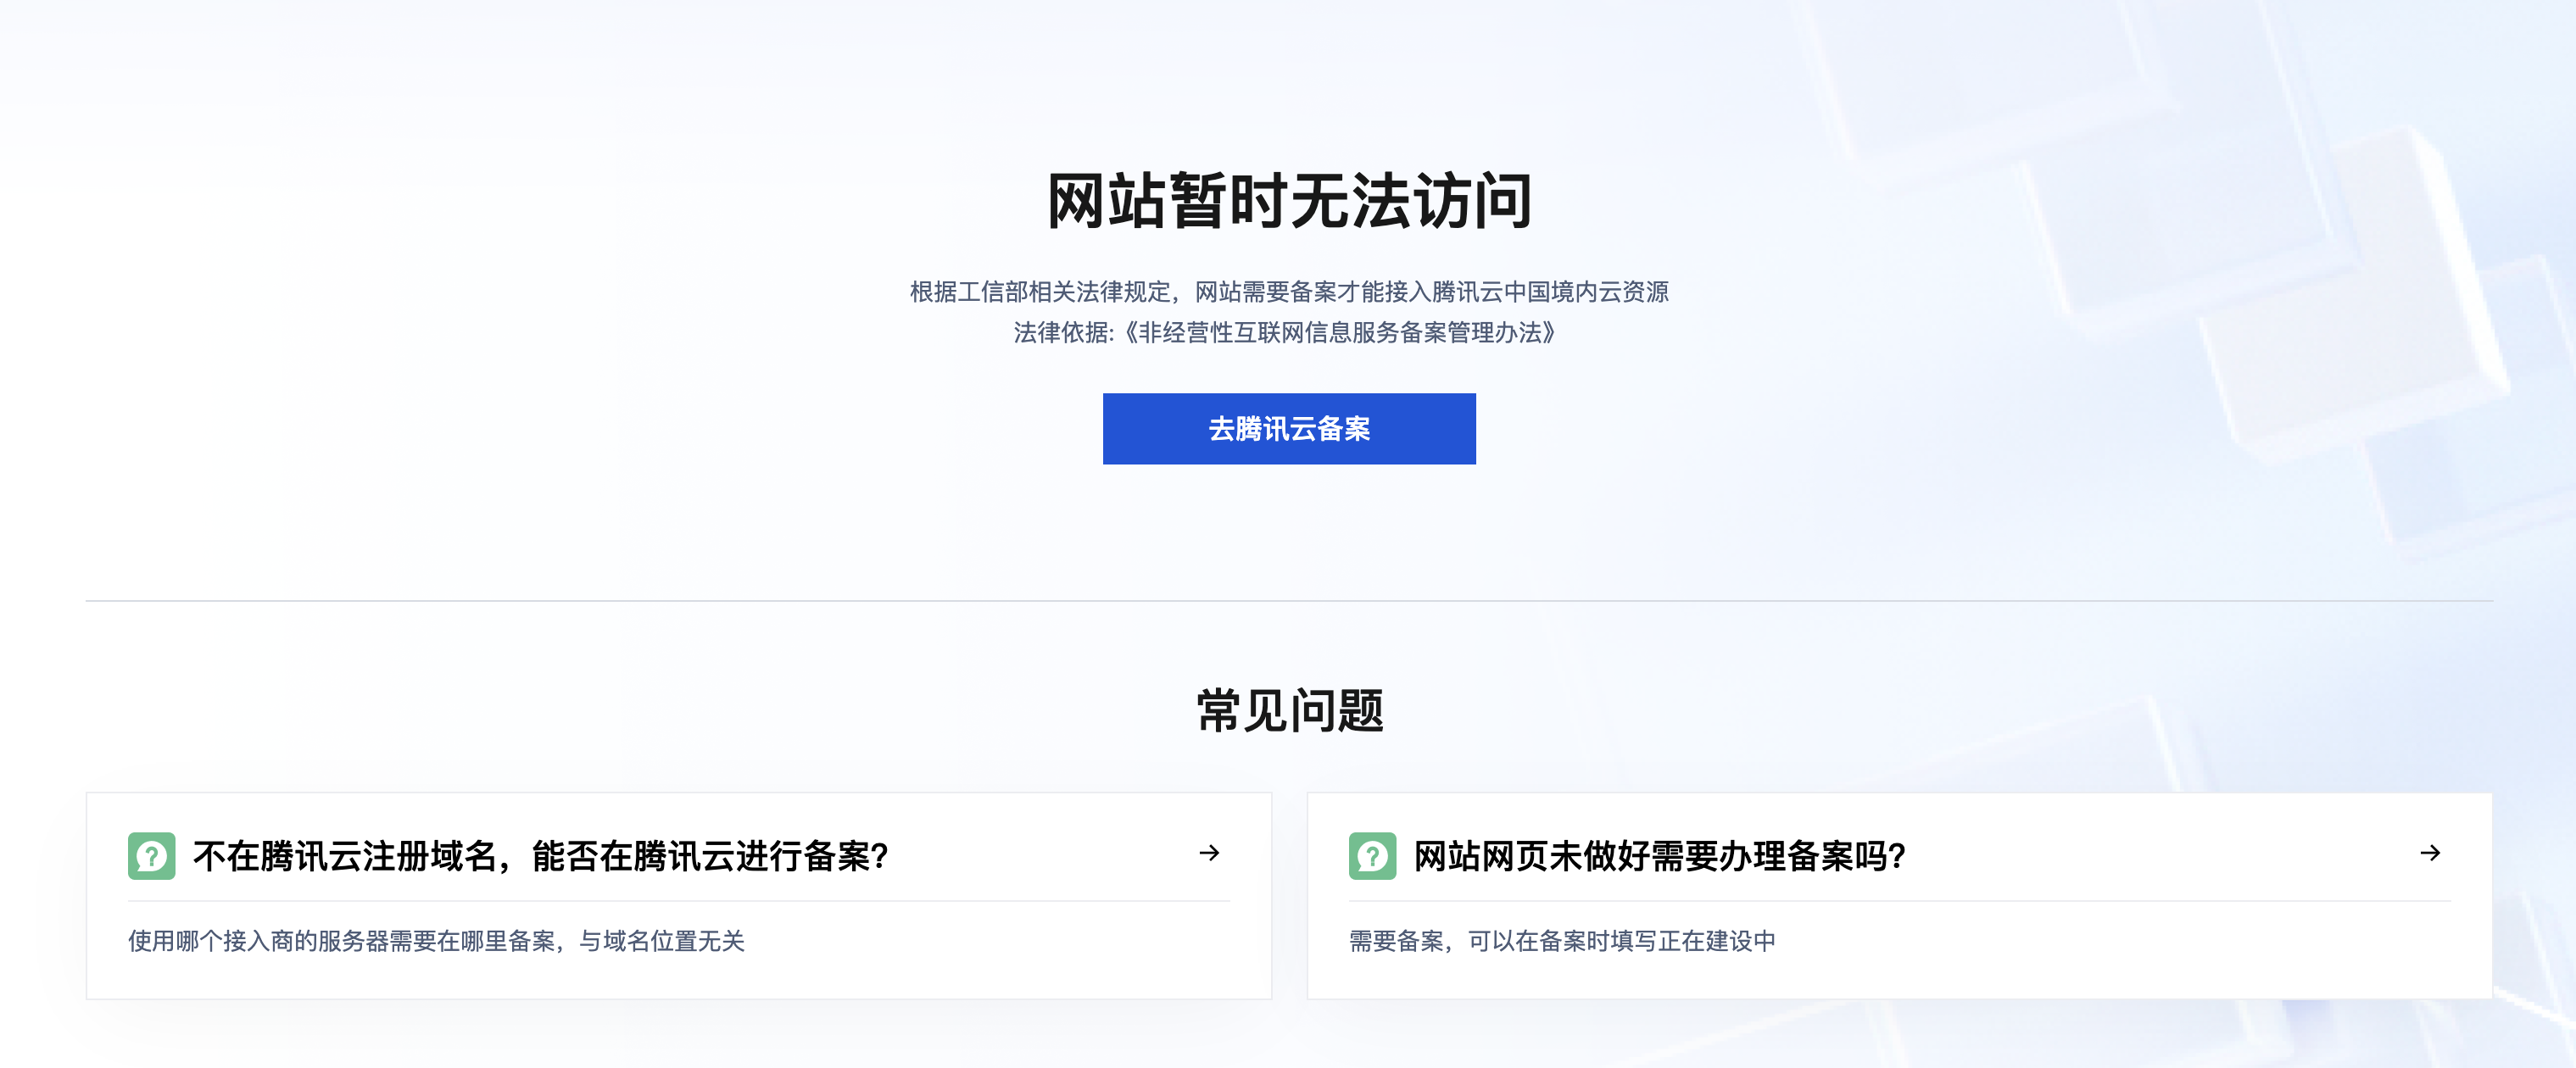 网站暂时无法访问
根据工信部相关法律规定，网站需要备案才能接入腾讯云中国境内云资源
法律依据:《非经营性互联网信息服务备案管理办法》
去腾讯云备案
常见问题
不在腾讯云注册域名，能否在腾讯云进行备案?
使用哪个接入商的服务器需要在哪里备案，与域名位置无关
网站网页未做好需要办理备案吗?
需要备案，可以在备案时填写正在建设中